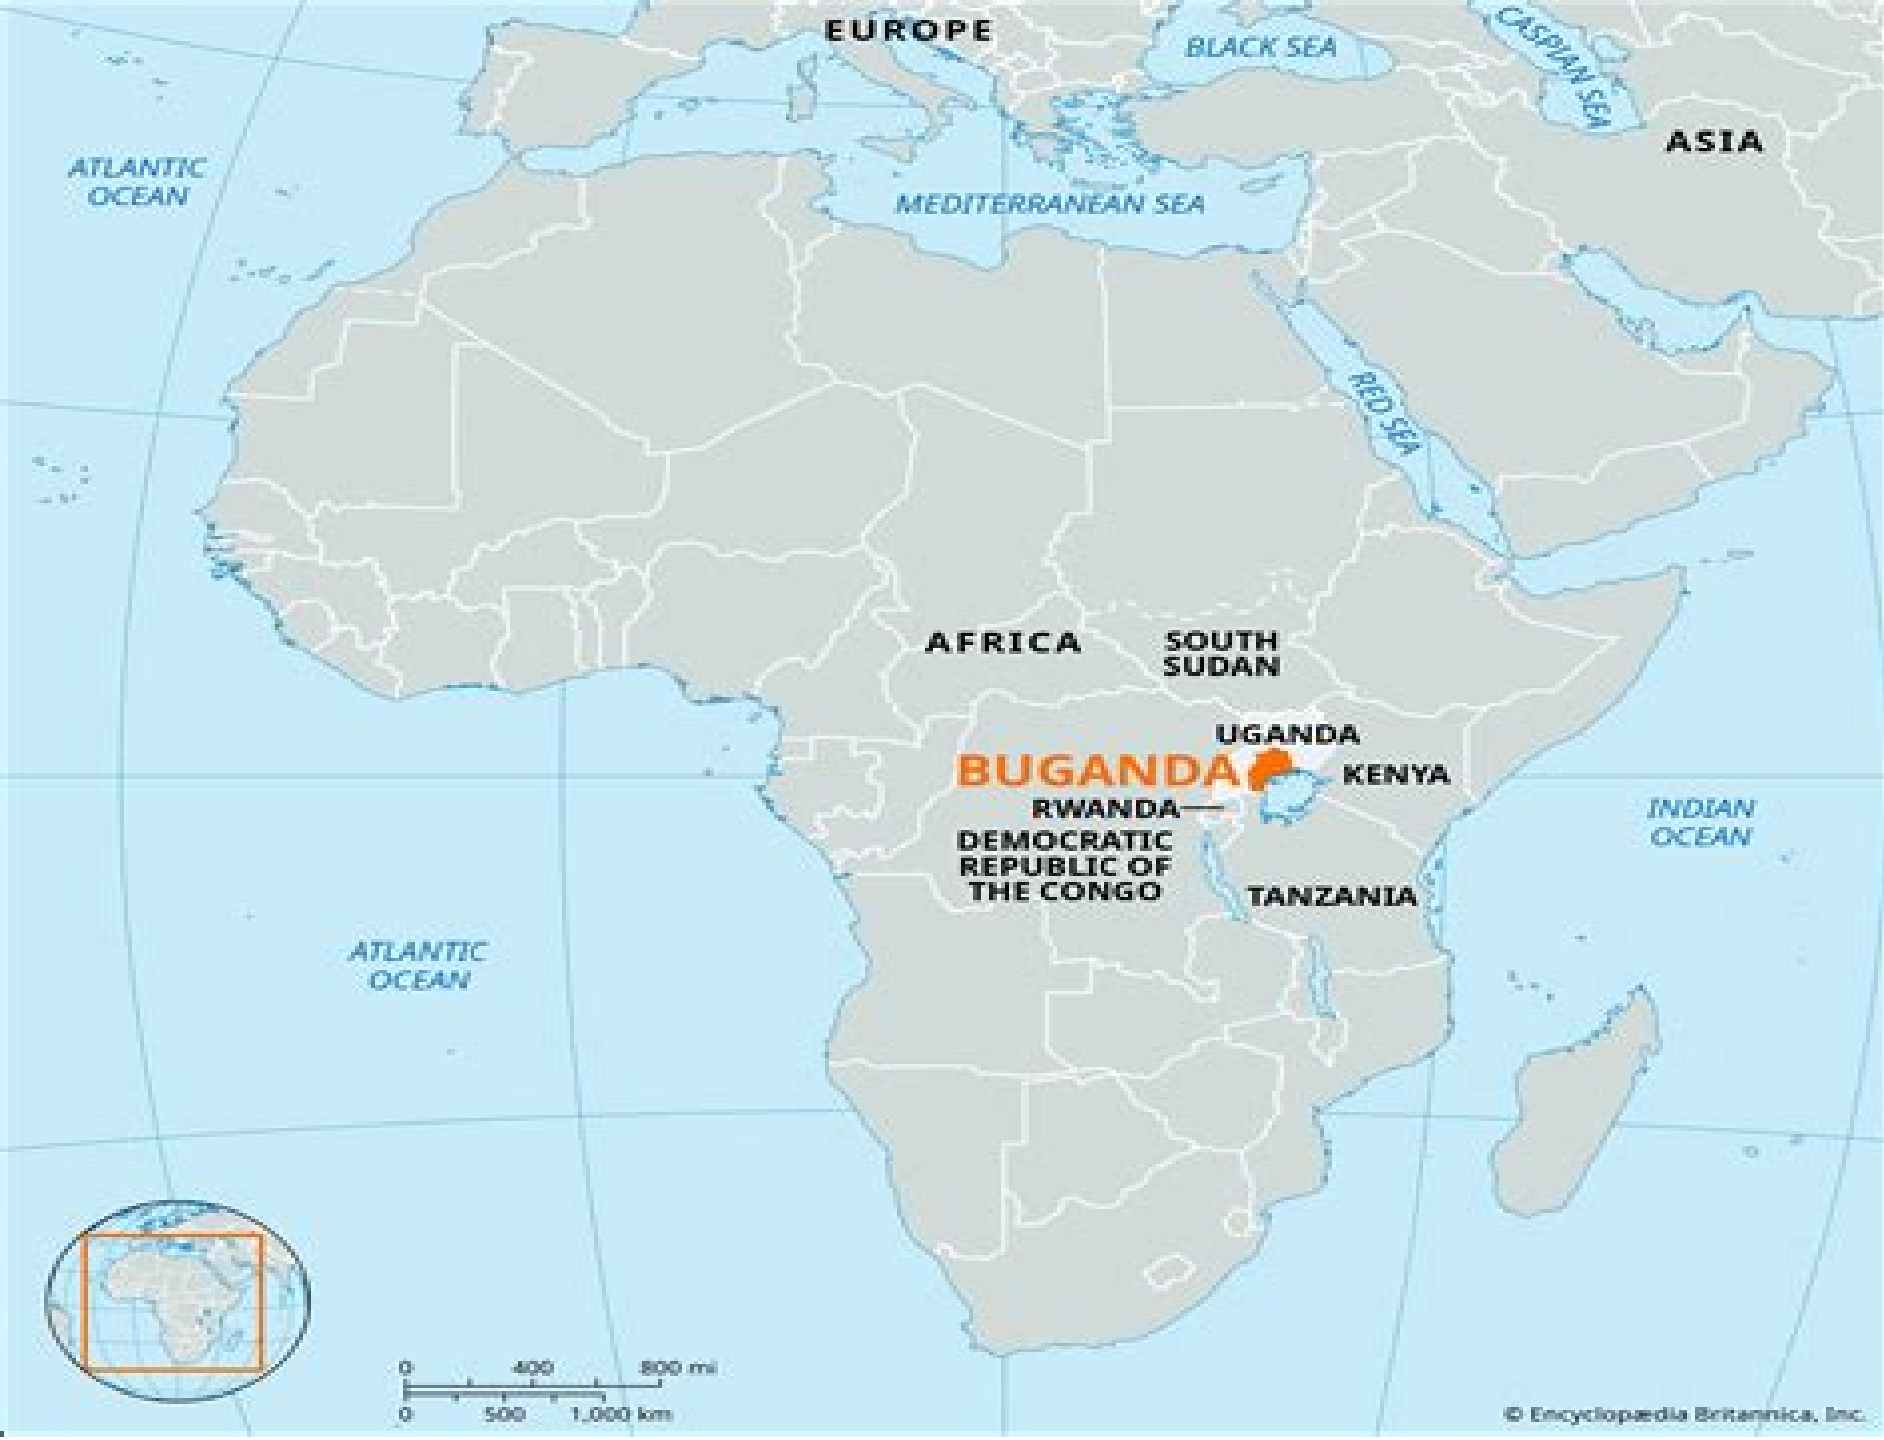 EUROPE
BLACK SEA
CASPIAN SEA
ASIA
ATLANTIC
OCEAN
MEDITERRANEAN SEA
RED SEA
AFRICA
SOUTH
SUDAN
UGANDA
BUGANDA
KENYA
RWANDA
DEMOCRATIC
REPUBLIC OF
THE CONGO
TANZANIA
INDIAN
OCEAN
ATLANTIC
OCEAN
0 400 800 mi
0 500 1,000 km
© Encyclopædia Britannica, Inc.